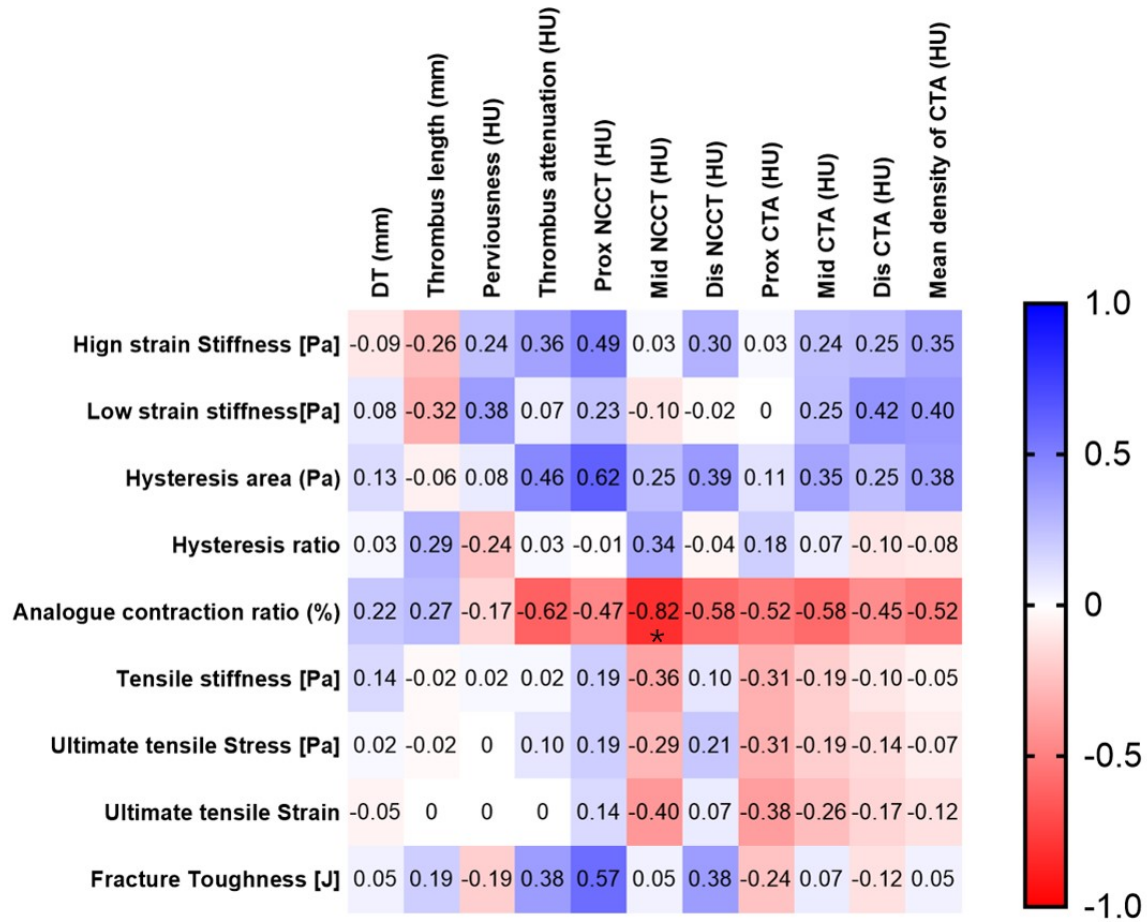 DT (mm)
Thrombus length (mm)
Perviousness (HU)
Thrombus attenuation (HU)
Prox NCCT (HU)
Mid NCCT (HU)
Dis NCCT (HU)
Prox CTA (HU)
Mid CTA (HU)
Dis CTA (HU)
Mean density of CTA (HU)
Hign strain Stiffness [Pa] -0.09 -0.26 0.24 0.36 0.49 0.03 0.30 0.03 0.24 0.25 0.35
Low strain stiffness[Pa] 0.08 -0.32 0.38 0.07 0.23 -0.10 -0.02 0 0.25 0.42 0.40
Hysteresis area (Pa) 0.13 -0.06 0.08 0.46 0.62 0.25 0.39 0.11 0.35 0.25 0.38
Hysteresis ratio 0.03 0.29 -0.24 0.03 -0.01 0.34 -0.04 0.18 0.07 -0.10 -0.08
Analogue contraction ratio (%) 0.22 0.27 -0.17 -0.62 -0.47 -0.82 -0.58 -0.52 -0.58 -0.45 -0.52
*
Tensile stiffness [Pa] 0.14 -0.02 0.02 0.02 0.19 -0.36 0.10 -0.31 -0.19 -0.10 -0.05
Ultimate tensile Stress [Pa] 0.02 -0.02 0 0.10 0.19 -0.29 0.21 -0.31 -0.19 -0.14 -0.07
Ultimate tensile Strain -0.05 0 0 0 0.14 -0.40 0.07 -0.38 -0.26 -0.17 -0.12
Fracture Toughness [J] 0.05 0.19 -0.19 0.38 0.57 0.05 0.38 -0.24 0.07 -0.12 0.05
1.0
0.5
0
-0.5
-1.0